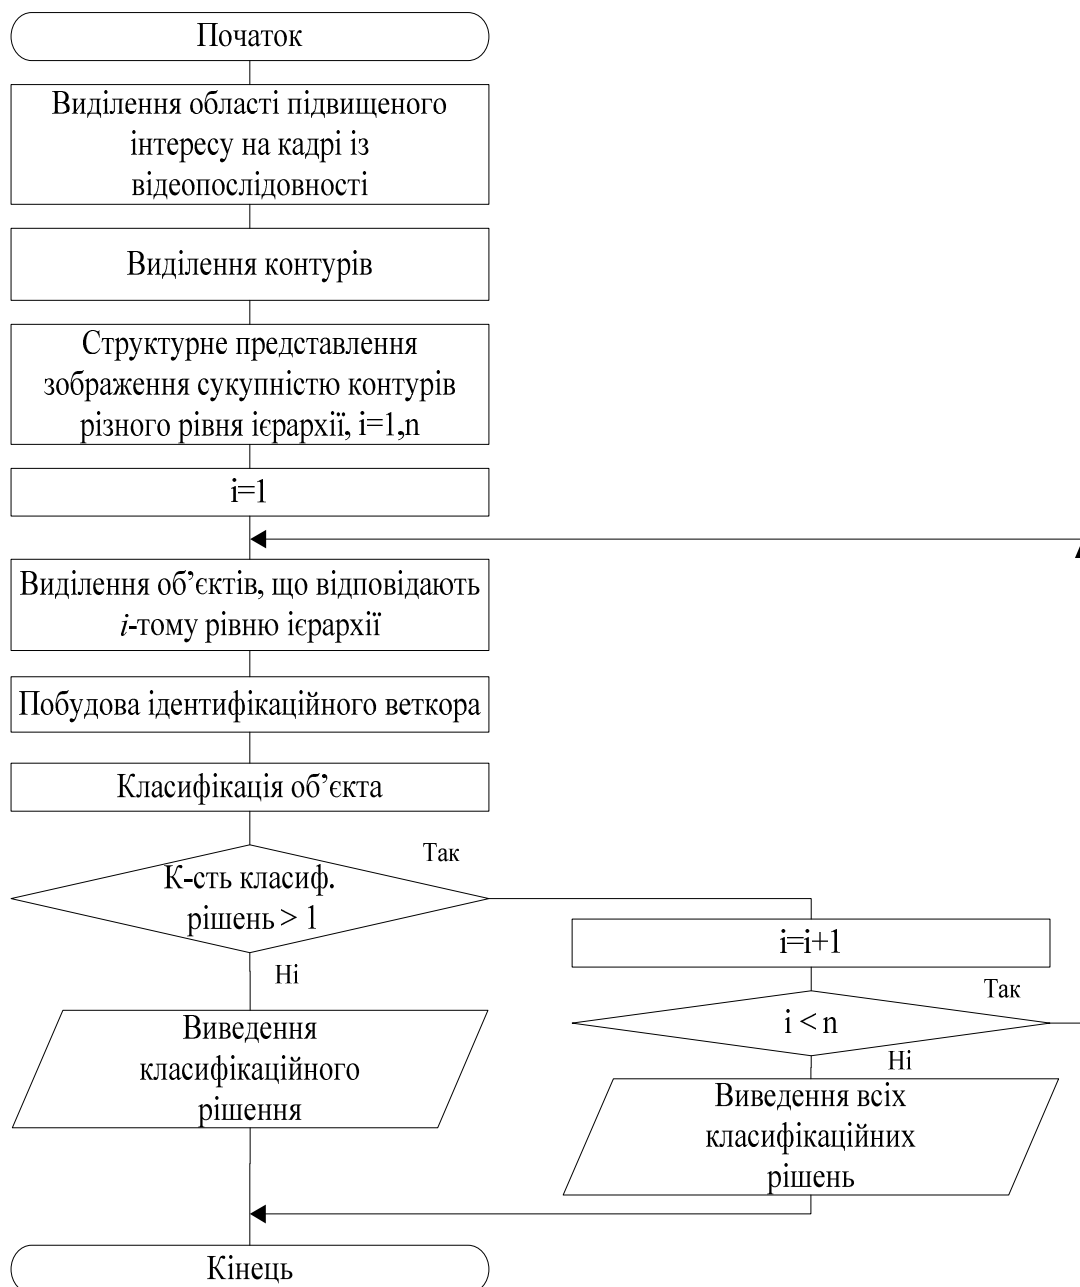 Початок
Виділення області підвищеного
інтересу на кадрі із
відеопослідовності
Виділення контурів
Структурне представлення
зображення сукупністю контурів
різного рівня ієрархії, i=1,n
i=1
Виділення об’єктів, що відповідають
i-тому рівню ієрархії
Побудова ідентифікаційного веткора
Класифікація об’єкта
К-сть класиф.
рішень > 1
Так
Ні
i=i+1
i < n
Так
Ні
Виведення
класифікаційного
рішення
Виведення всіх
класифікаційних
рішень
Кінець